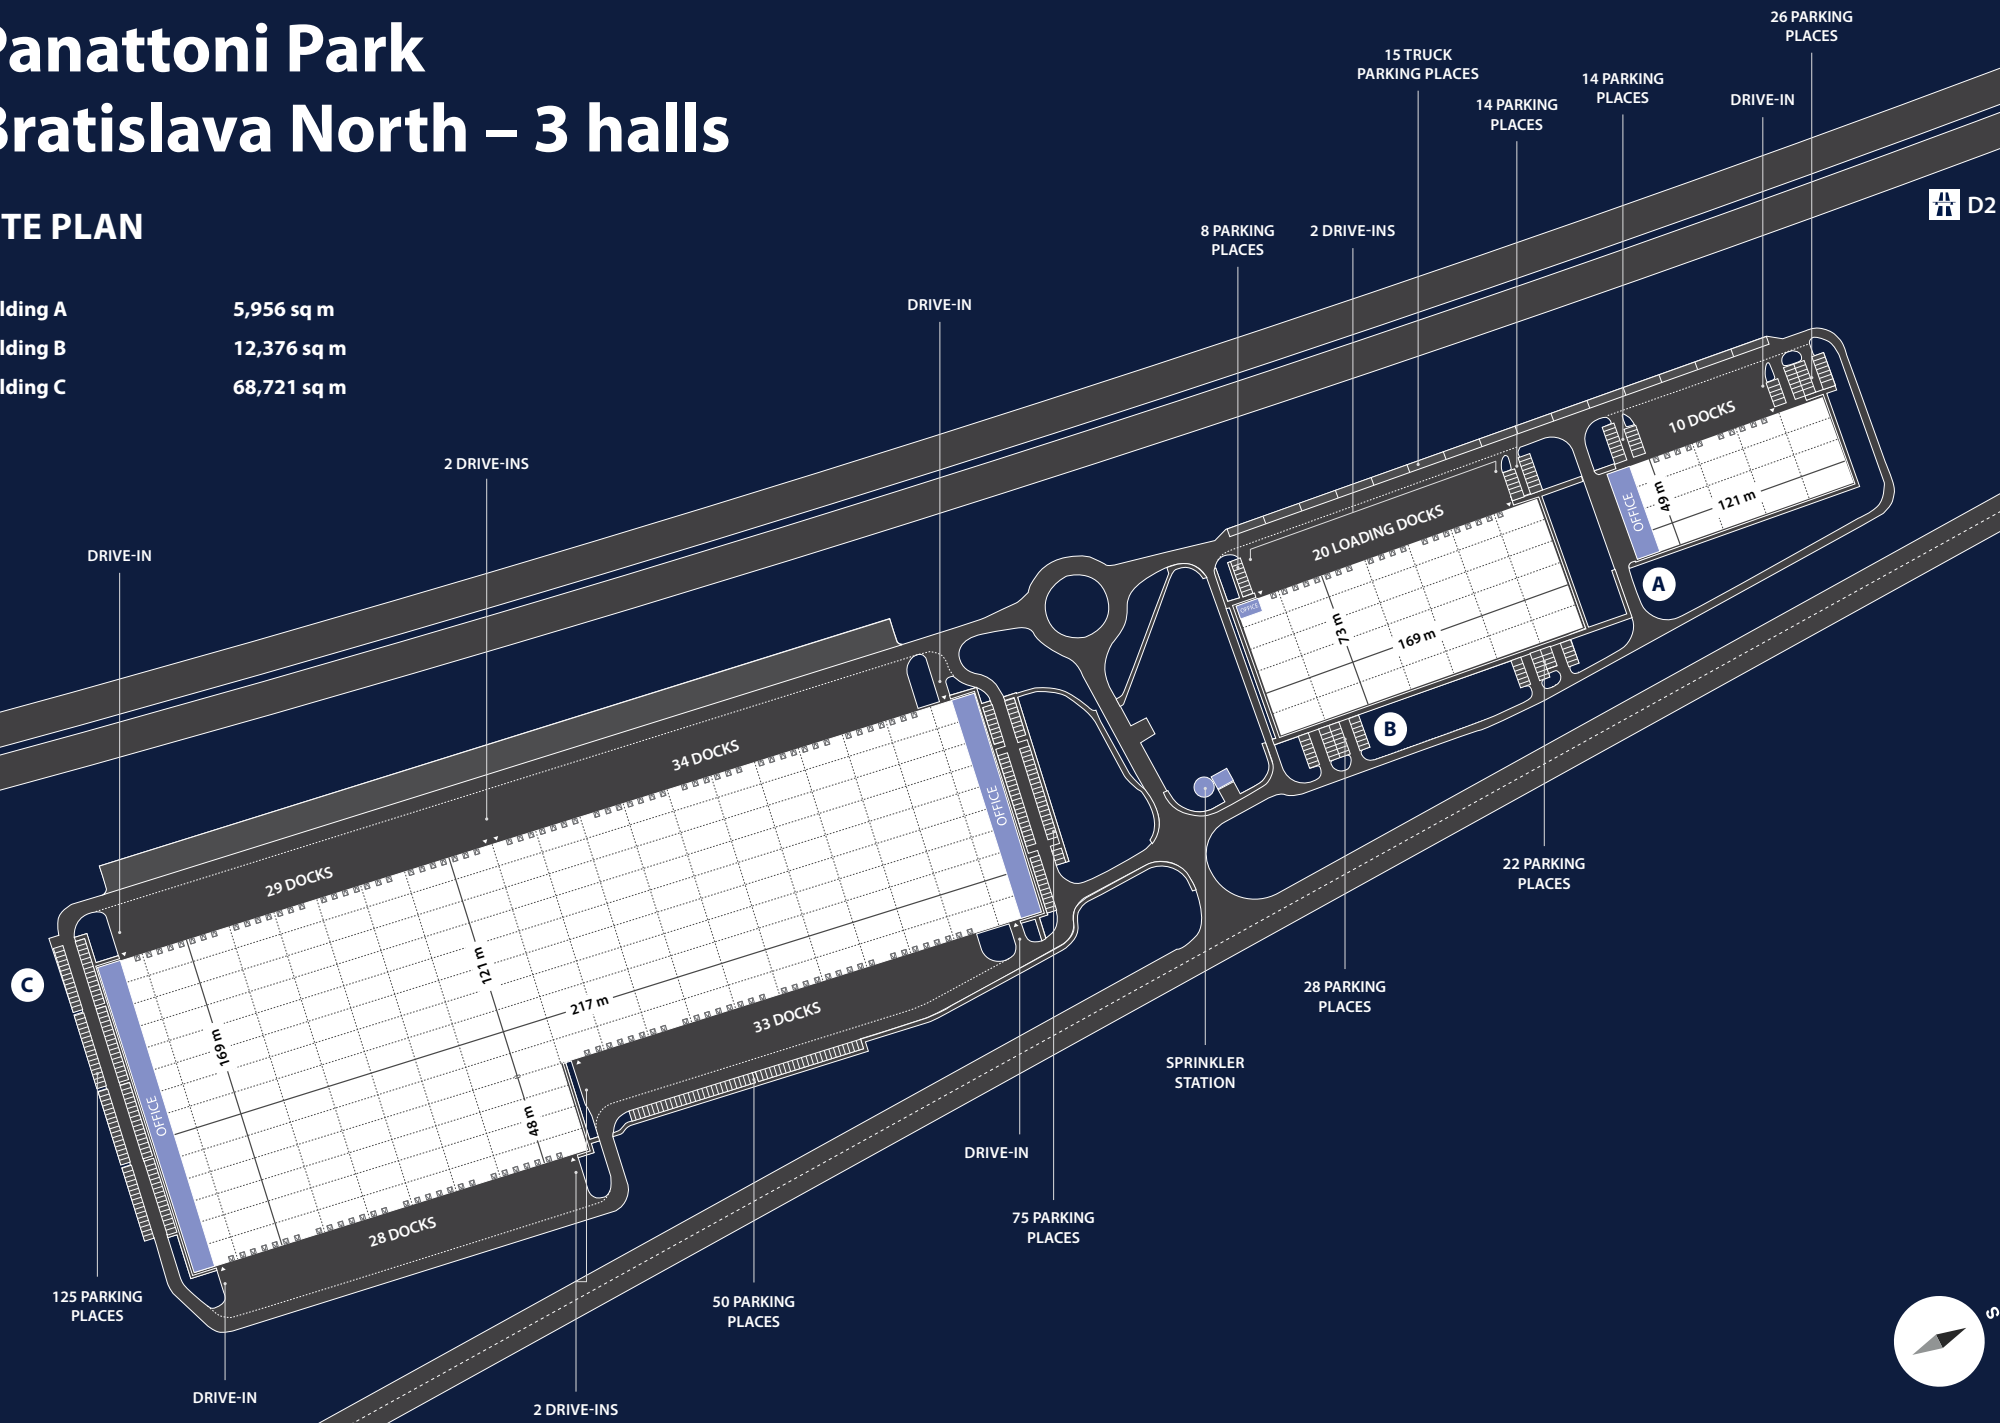 Panattoni Park
Bratislava North – 3 halls
TE PLAN
lding A 5,956 sq m
lding B 12,376 sq m
lding C 68,721 sq m
26 PARKING
PLACES
15 TRUCK
PARKING PLACES
14 PARKING
PLACES
14 PARKING
PLACES
DRIVE-IN
D2
8 PARKING
PLACES
2 DRIVE-INS
DRIVE-IN
2 DRIVE-INS
DRIVE-IN
10 DOCKS
OFFICE
49 m
121 m
A
20 LOADING DOCKS
OFFICE
73 m
169 m
B
34 DOCKS
29 DOCKS
OFFICE
C
121 m
217 m
169 m
33 DOCKS
48 m
OFFICE
28 DOCKS
22 PARKING
PLACES
28 PARKING
PLACES
SPRINKLER
STATION
DRIVE-IN
75 PARKING
PLACES
125 PARKING
PLACES
50 PARKING
PLACES
DRIVE-IN
2 DRIVE-INS
S